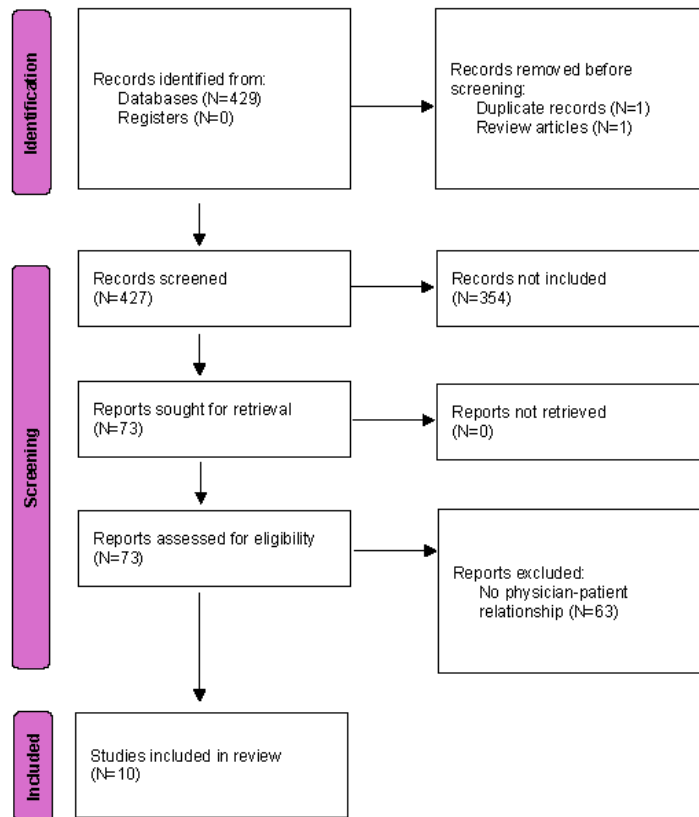 Identification
Records identified from:
Databases (N=429)
Registers (N=0)
Records removed before
screening:
Duplicate records (N=1)
Review articles (N=1)
Screening
Records screened
(N=427)
Records not included
(N=354)
Reports sought for retrieval
(N=73)
Reports not retrieved
(N=0)
Reports assessed for eligibility
(N=73)
Reports excluded:
No physician-patient
relationship (N=63)
Included
Studies included in review
(N=10)